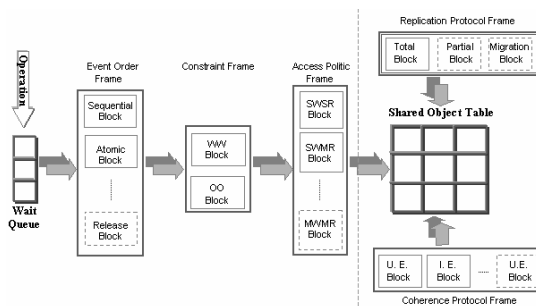 Operation
Wait
Queue
Event Order
Frame
Sequential
Block
Atomic
Block
Release
Block
Constraint Frame
WW
Block
OO
Block
Access Politic
Frame
SWSR
Block
SWMR
Block
MWMR
Block
Replication Protocol Frame
Total
Block
Partial
Block
Migration
Block
Shared Object Table
U. E.
Block
I. E.
Block
U.E.
Block
Coherence Protocol Frame